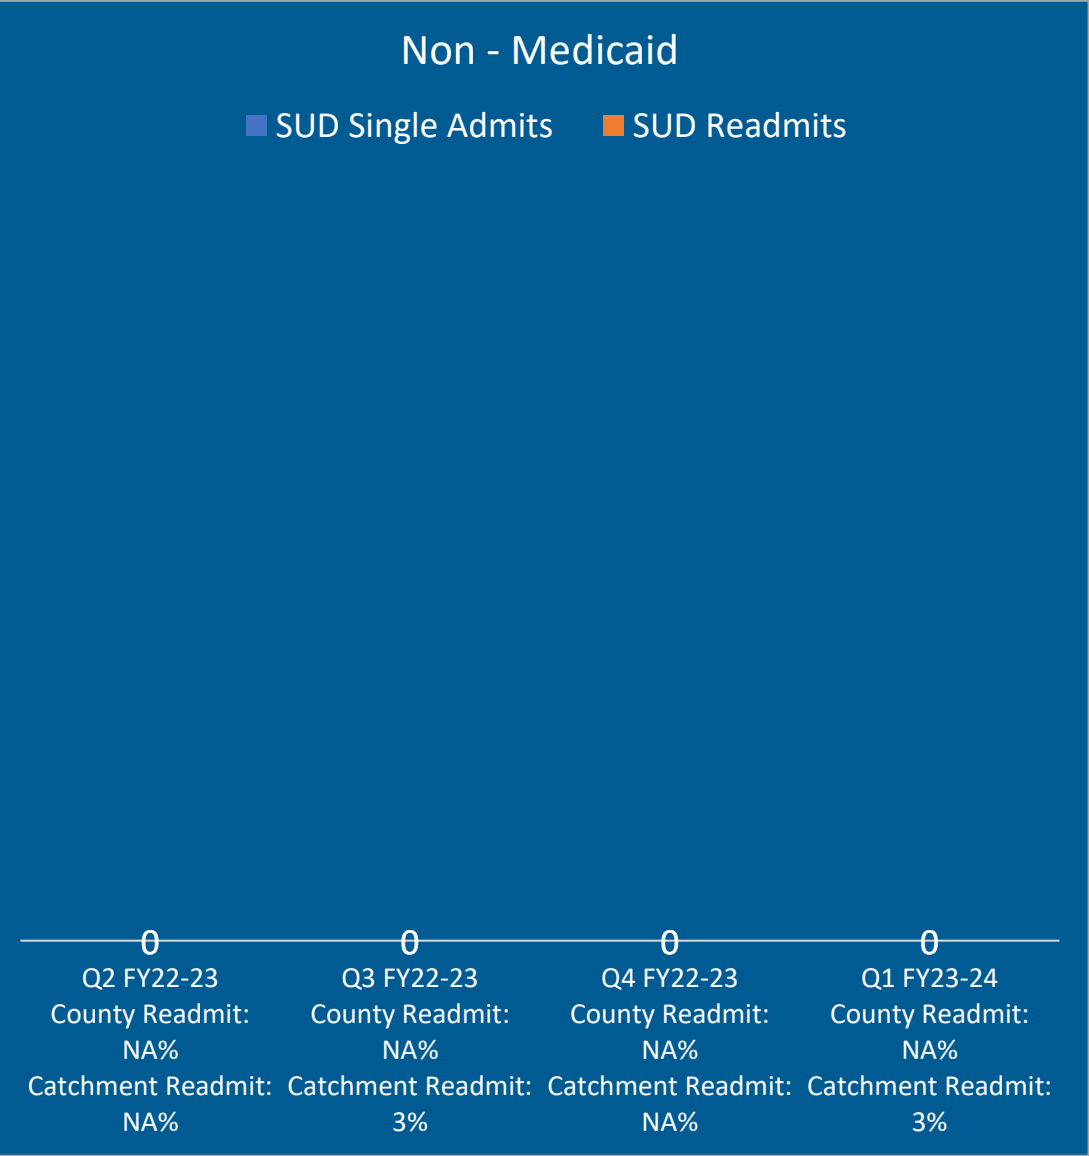 Non - Medicaid
SUD Single Admits SUD Readmits
0 0 0 0
Q2 FY22-23 Q3 FY22-23 Q4 FY22-23 Q1 FY23-24
County Readmit: County Readmit: County Readmit: County Readmit:
NA% NA% NA% NA%
Catchment Readmit: Catchment Readmit: Catchment Readmit: Catchment Readmit:
NA% 3% NA% 3%